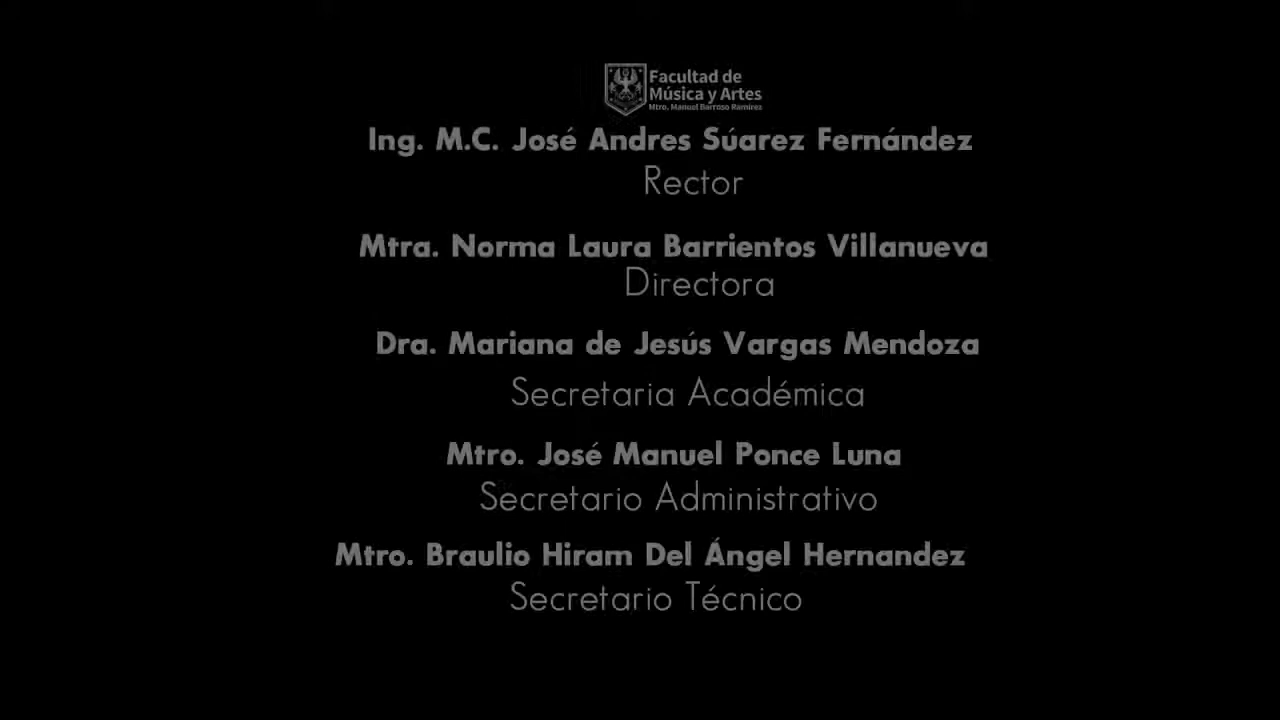 Facultad de
Música y Artes
Mtro. Manuel Barroso Ramírez
Ing. M.C. José Andres Súarez Fernández
Rector
Mtra. Norma Laura Barrientos Villanueva
Directora
Dra. Mariana de Jesús Vargas Mendoza
Secretaria Académica
Mtro. José Manuel Ponce Luna
Secretario Administrativo
Mtro. Braulio Hiram Del Ángel Hernandez
Secretario Técnico